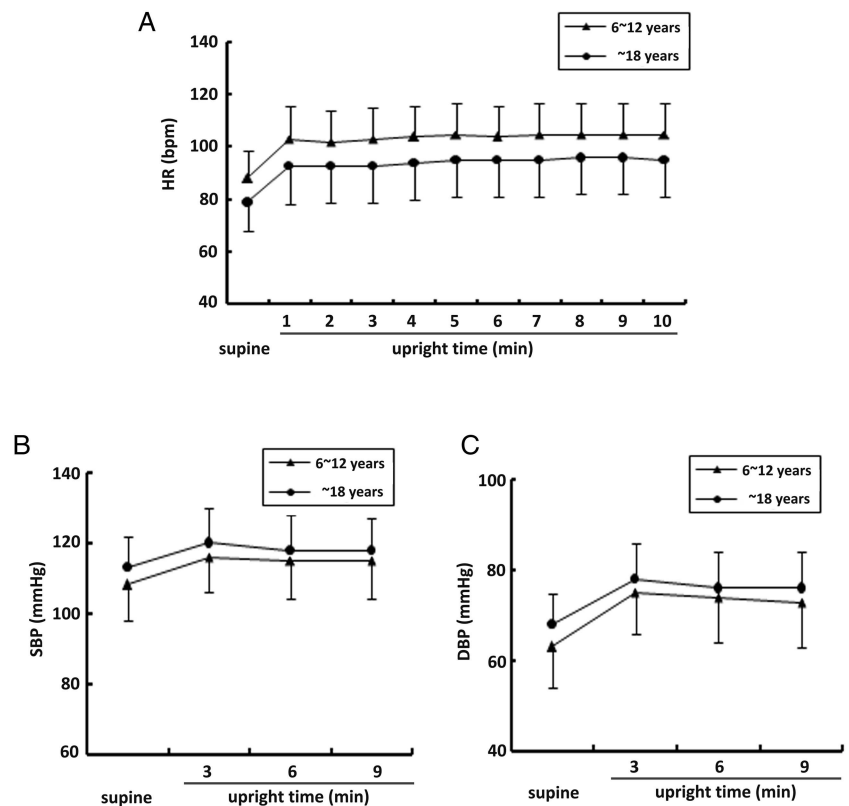 A
140
120
100
80
60
40
HR (bpm)
6~12 years
~18 years
1 2 3 4 5 6 7 8 9 10
supine upright time (min)
B
140
120
100
80
60
SBP (mmHg)
6~12 years
~18 years
3 6 9
supine upright time (min)
C
100
80
60
40
DBP (mmHg)
6~12 years
~18 years
3 6 9
supine upright time (min)